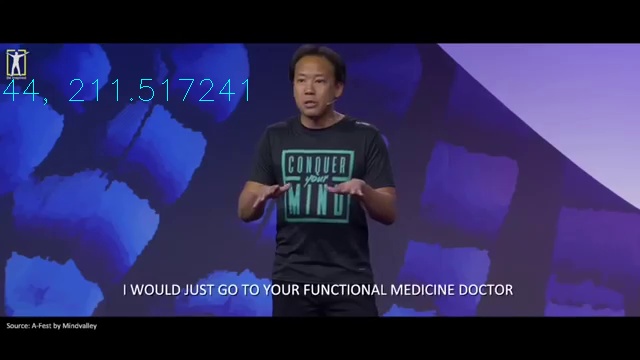 44, 211.517241
CONQUER
your
MIND
I WOULD JUST GO TO YOUR FUNCTIONAL MEDICINE DOCTOR
Source: A-Fest by Mindvalley